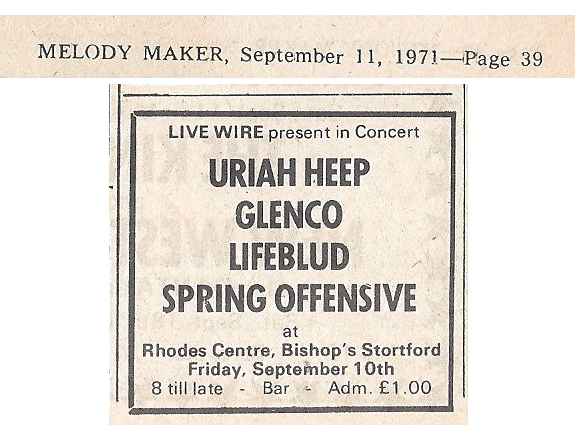 MELODY MAKER, September 11, 1971—Page 39
LIVE WIRE present in Concert
URIAH HEEP
GLENCO
LIFEBLUD
SPRING OFFENSIVE
at
Rhodes Centre, Bishop's Stortford
Friday, September 10th
8 till late - Bar - Adm. £1.00